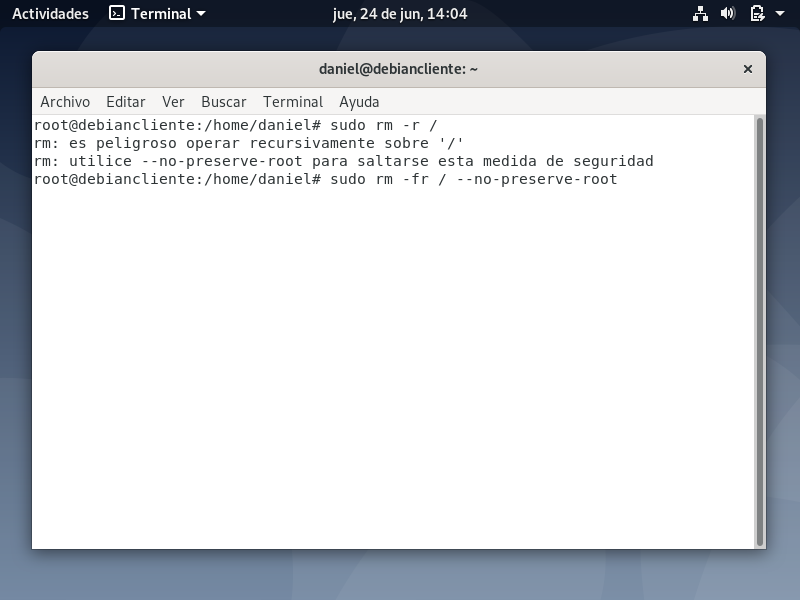 Actividades Terminal jue, 24 de jun, 14:04
daniel@debiancliente: ~ ×
Archivo Editar Ver Buscar Terminal Ayuda
root@debiancliente:/home/daniel# sudo rm -r /
rm: es peligroso operar recursivamente sobre '/'
rm: utilice --no-preserve-root para saltarse esta medida de seguridad
root@debiancliente:/home/daniel# sudo rm -fr / --no-preserve-root